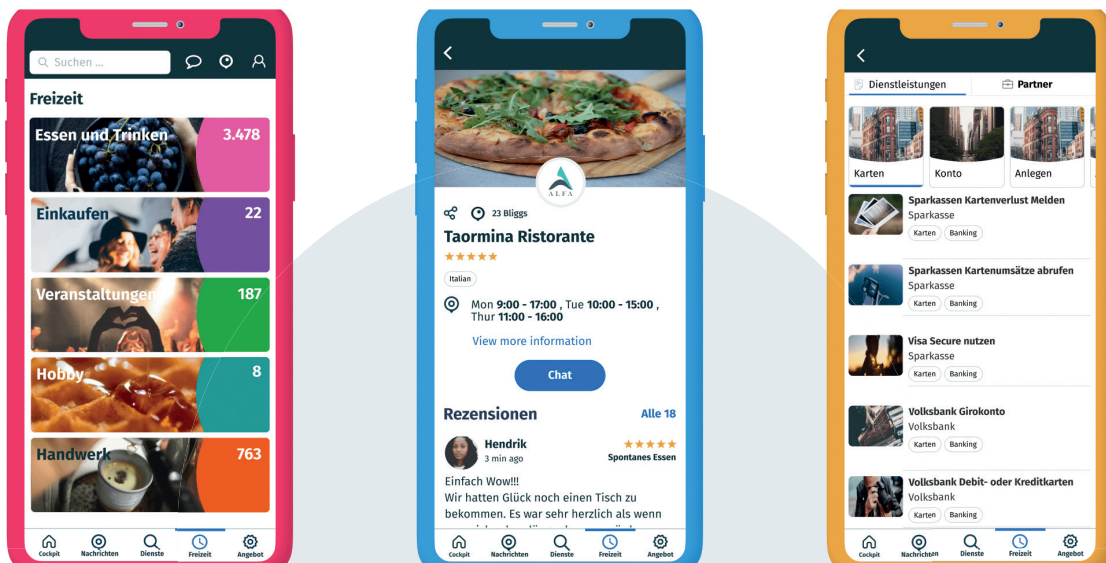 Suchen ...
Freizeit
Essen und Trinken 3.478
Einkaufen 22
Veranstaltungen 187
Hobby 8
Handwerk 763
Cockpit Nachrichten Dienste Freizeit Angebot
ALFA
23 Bliggs
Taormina Ristorante
Italian
Mon 9:00 - 17:00 , Tue 10:00 - 15:00 ,
Thur 11:00 - 16:00
View more information
Chat
Rezensionen Alle 18
Hendrik
3 min ago Spontanes Essen
Einfach Wow!!!
Wir hatten Glück noch einen Tisch zu
bekommen. Es war sehr herzlich als wenn
Cockpit Nachrichten Dienste Freizeit Angebot
Dienstleistungen Partner
Karten Konto Anlegen
Sparkassen Kartenverlust Melden
Sparkasse
Karten Banking
Sparkassen Kartenumsätze abrufen
Sparkasse
Karten Banking
Visa Secure nutzen
Sparkasse
Karten Banking
Volksbank Girokonto
Volksbank
Karten Banking
Volksbank Debit- oder Kreditkarten
Volksbank
Karten Banking
Cockpit Nachrichten Dienste Freizeit Angebot